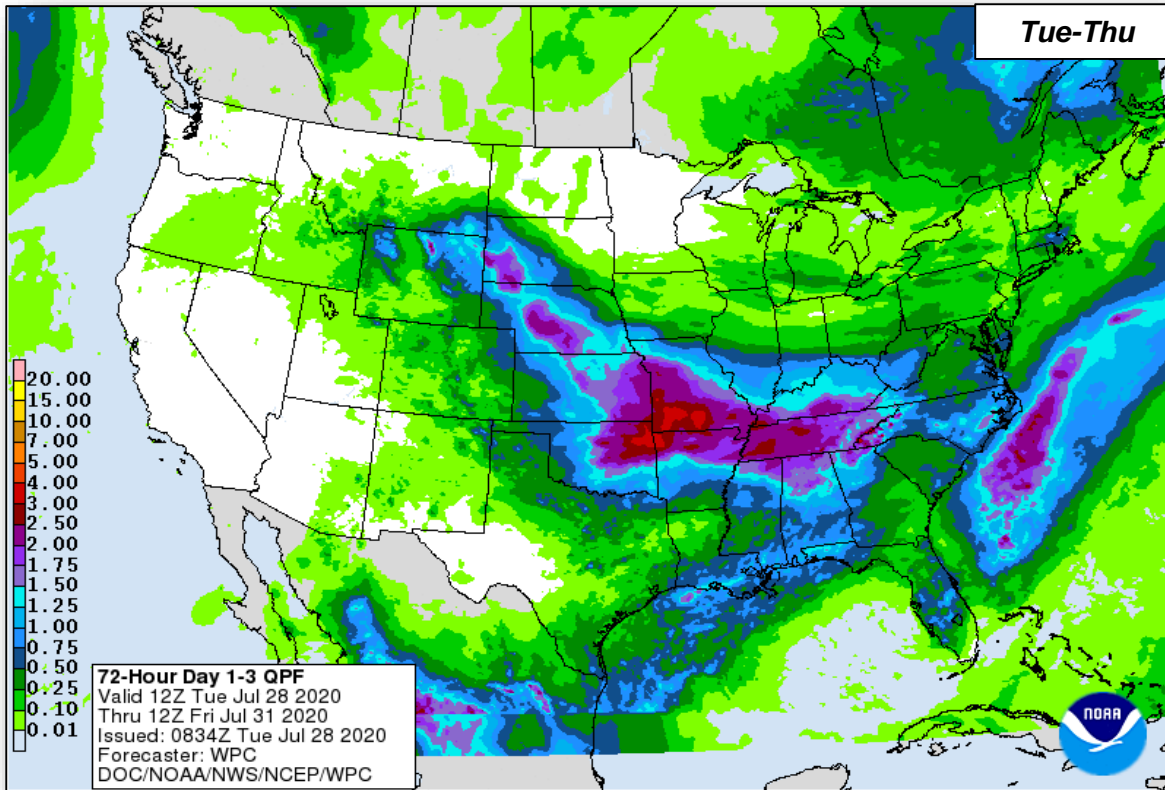 Tue-Thu
20.00
15.00
10.00
7.00
5.00
4.00
3.00
2.50
2.00
1.75
1.50
1.25
1.00
0.75
0.50
0.25
0.10
0.01
72-Hour Day 1-3 QPF
Valid 12Z Tue Jul 28 2020
Thru 12Z Fri Jul 31 2020
Issued: 0834Z Tue Jul 28 2020
Forecaster: WPC
DOC/NOAA/NWS/NCEP/WPC
NOAA